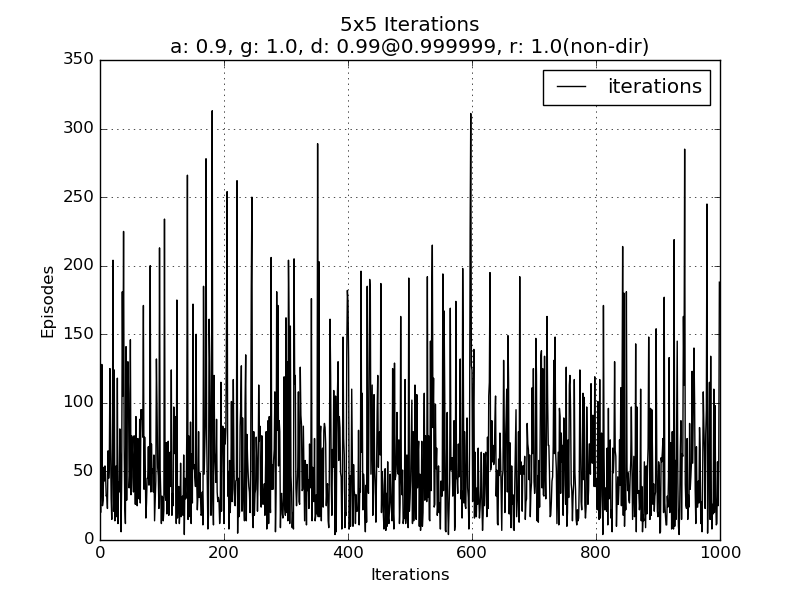 5x5 Iterations
a: 0.9, g: 1.0, d: 0.99@0.999999, r: 1.0(non-dir)
iterations
350
300
250
200
150
100
50
0
Episodes
0 200 400 600 800 1000
Iterations